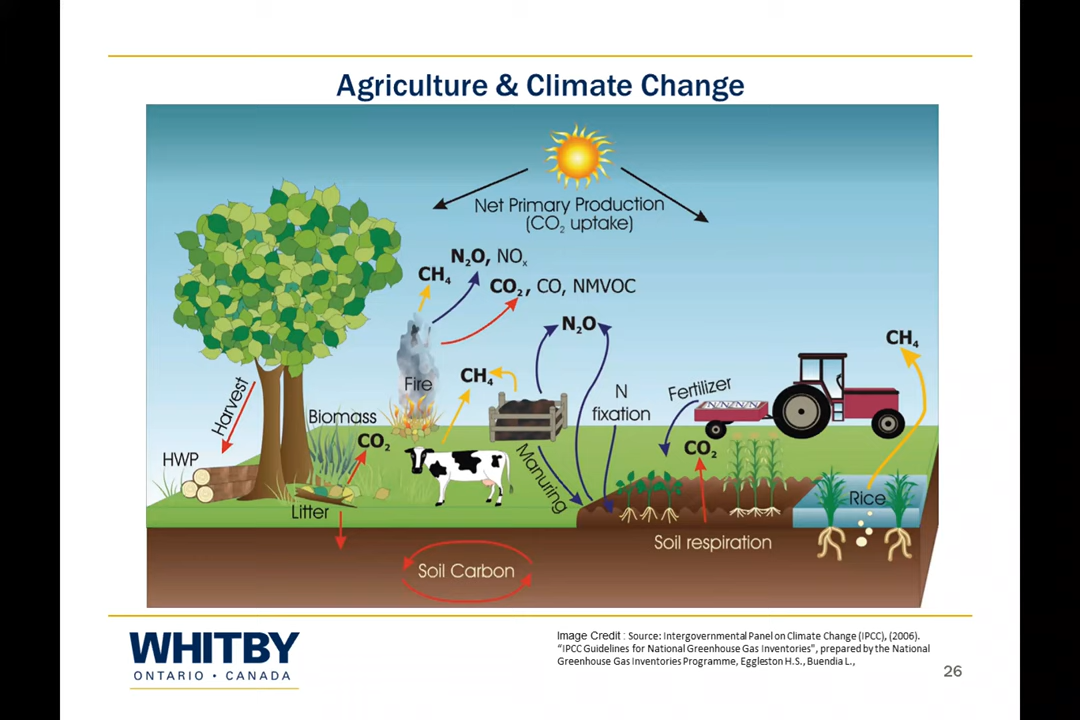 Agriculture & Climate Change
Net Primary Production
(CO₂ uptake)
N₂O, NOₓ
CH₄
CO₂, CO, NMVOC
N₂O
CH₄
Fire
CH₄
Harvest
Biomass
CO₂
HWP
Litter
Manuring
N
fixation
Fertilizer
CO₂
Rice
Soil respiration
Soil Carbon
WHITBY
ONTARIO • CANADA
Image Credit : Source: Intergovernmental Panel on Climate Change (IPCC), (2006).
“IPCC Guidelines for National Greenhouse Gas Inventories”, prepared by the National
Greenhouse Gas Inventories Programme, Eggleston H.S., Buendia L.,
26